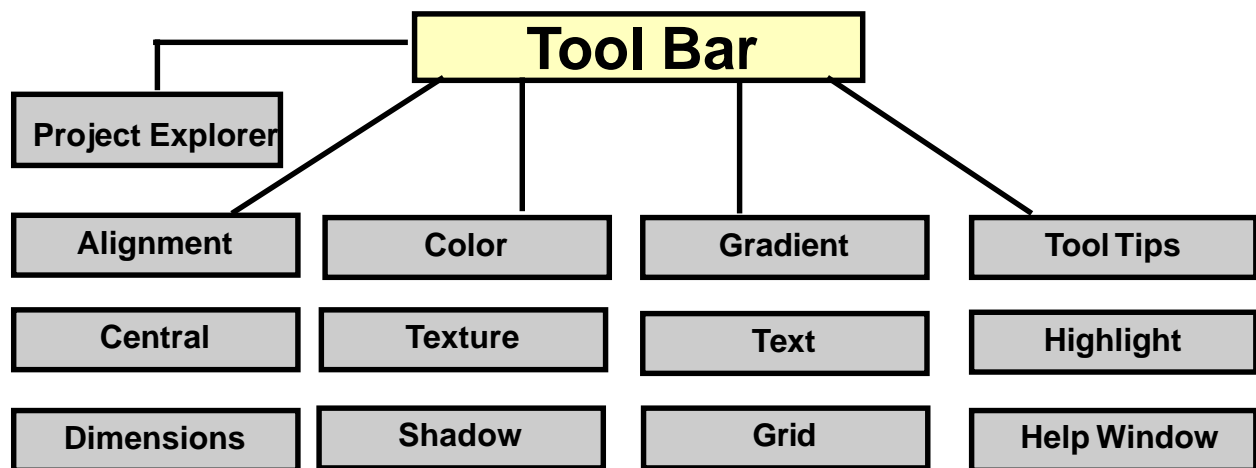 Tool Bar
Project Explorer
Alignment
Color
Gradient
Tool Tips
Central
Texture
Text
Highlight
Dimensions
Shadow
Grid
Help Window